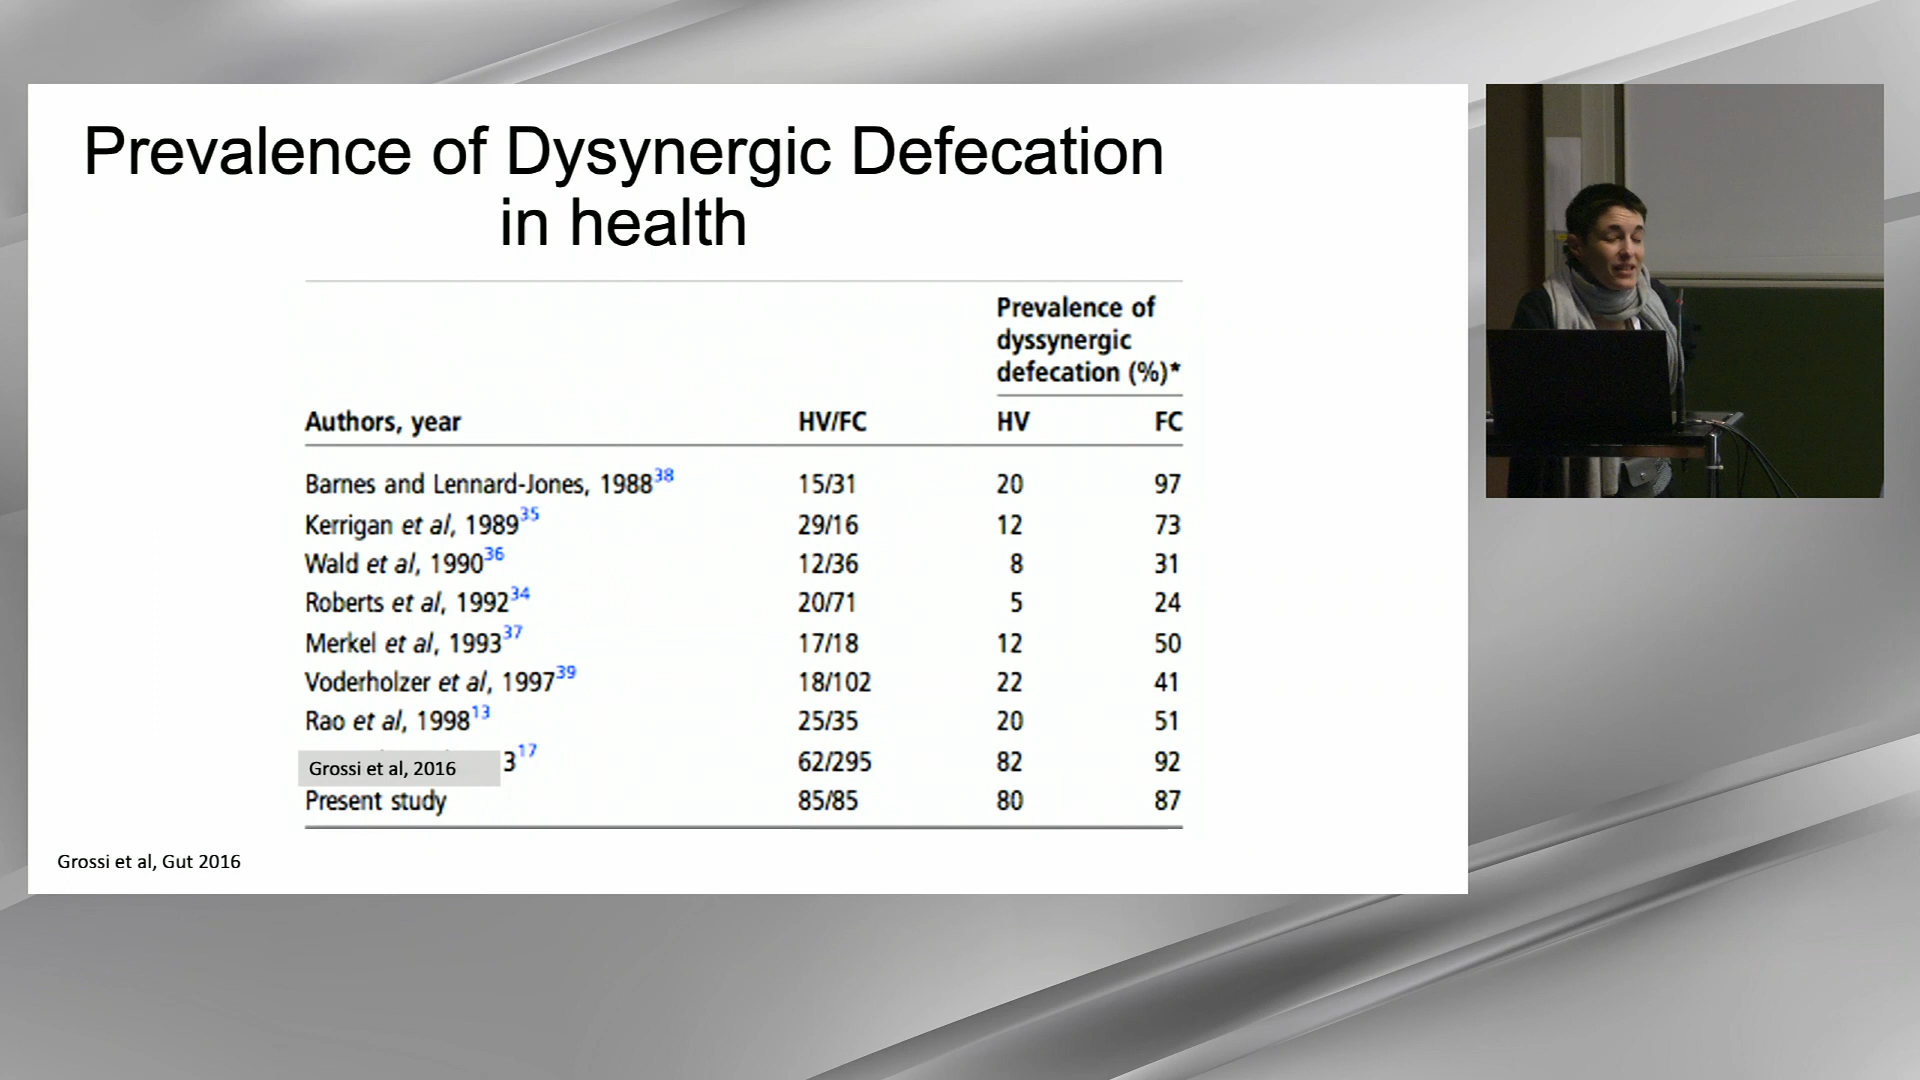 Prevalence of Dysynergic Defecation
in health
Prevalence of
dyssynergic
defecation (%)*
Authors, year HV/FC HV FC
Barnes and Lennard-Jones, 1988³⁸ 15/31 20 97
Kerrigan et al, 1989³⁵ 29/16 12 73
Wald et al, 1990³⁶ 12/36 8 31
Roberts et al, 1992³⁴ 20/71 5 24
Merkel et al, 1993³⁷ 17/18 12 50
Voderholzer et al, 1997³⁹ 18/102 22 41
Rao et al, 1998¹³ 25/35 20 51
Grossi et al, 2016 3¹⁷ 62/295 82 92
Present study 85/85 80 87
Grossi et al, Gut 2016